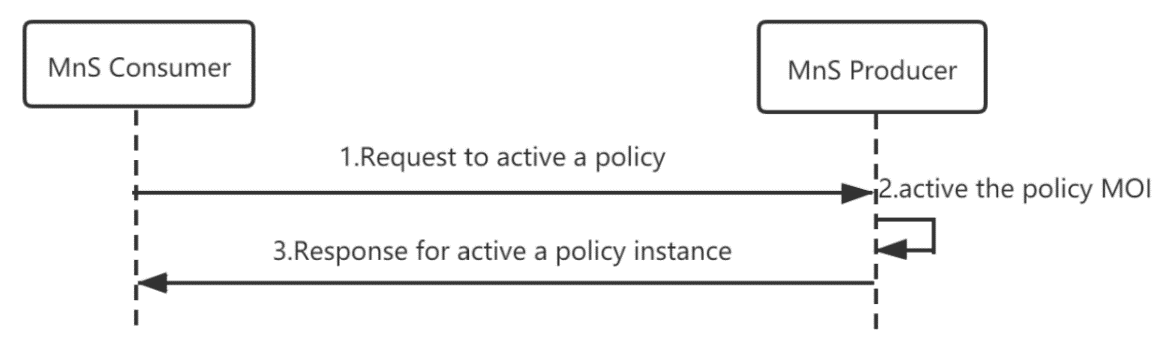 MnS Consumer
MnS Producer
1.Request to active a policy
2.active the policy MOI
3.Response for active a policy instance